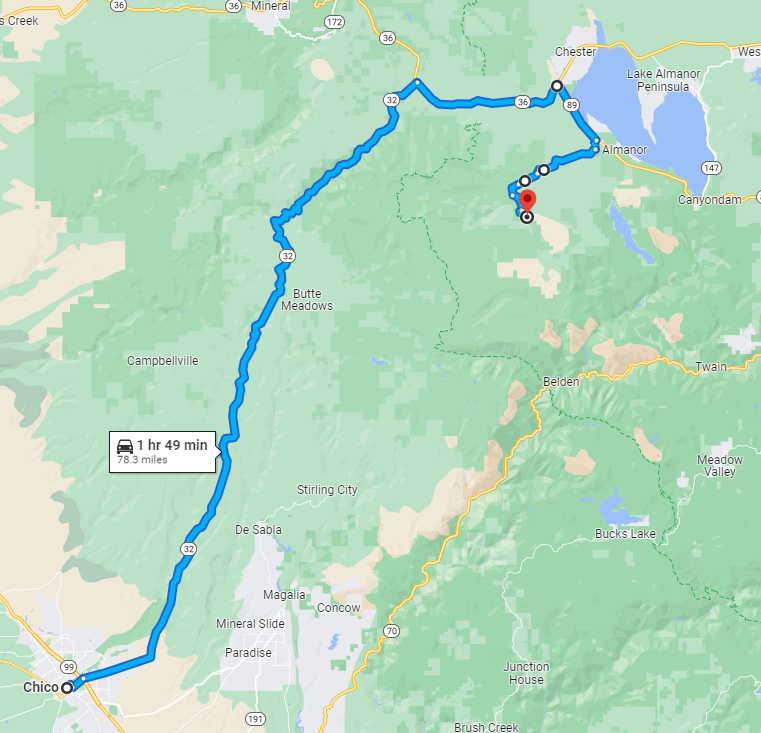 36
36
Mineral
s Creek
172
36
Chester
Wes
Lake Almanor
Peninsula
32
36
89
Almanor
147
Canyondam
32
Butte
Meadows
Campbellville
Twain
Belden
1 hr 49 min
78.3 miles
Meadow
Valley
Stirling City
De Sabla
Bucks Lake
32
Magalia
Concow
Mineral Slide
70
Paradise
99
Junction
House
Chico
191
Brush Creek